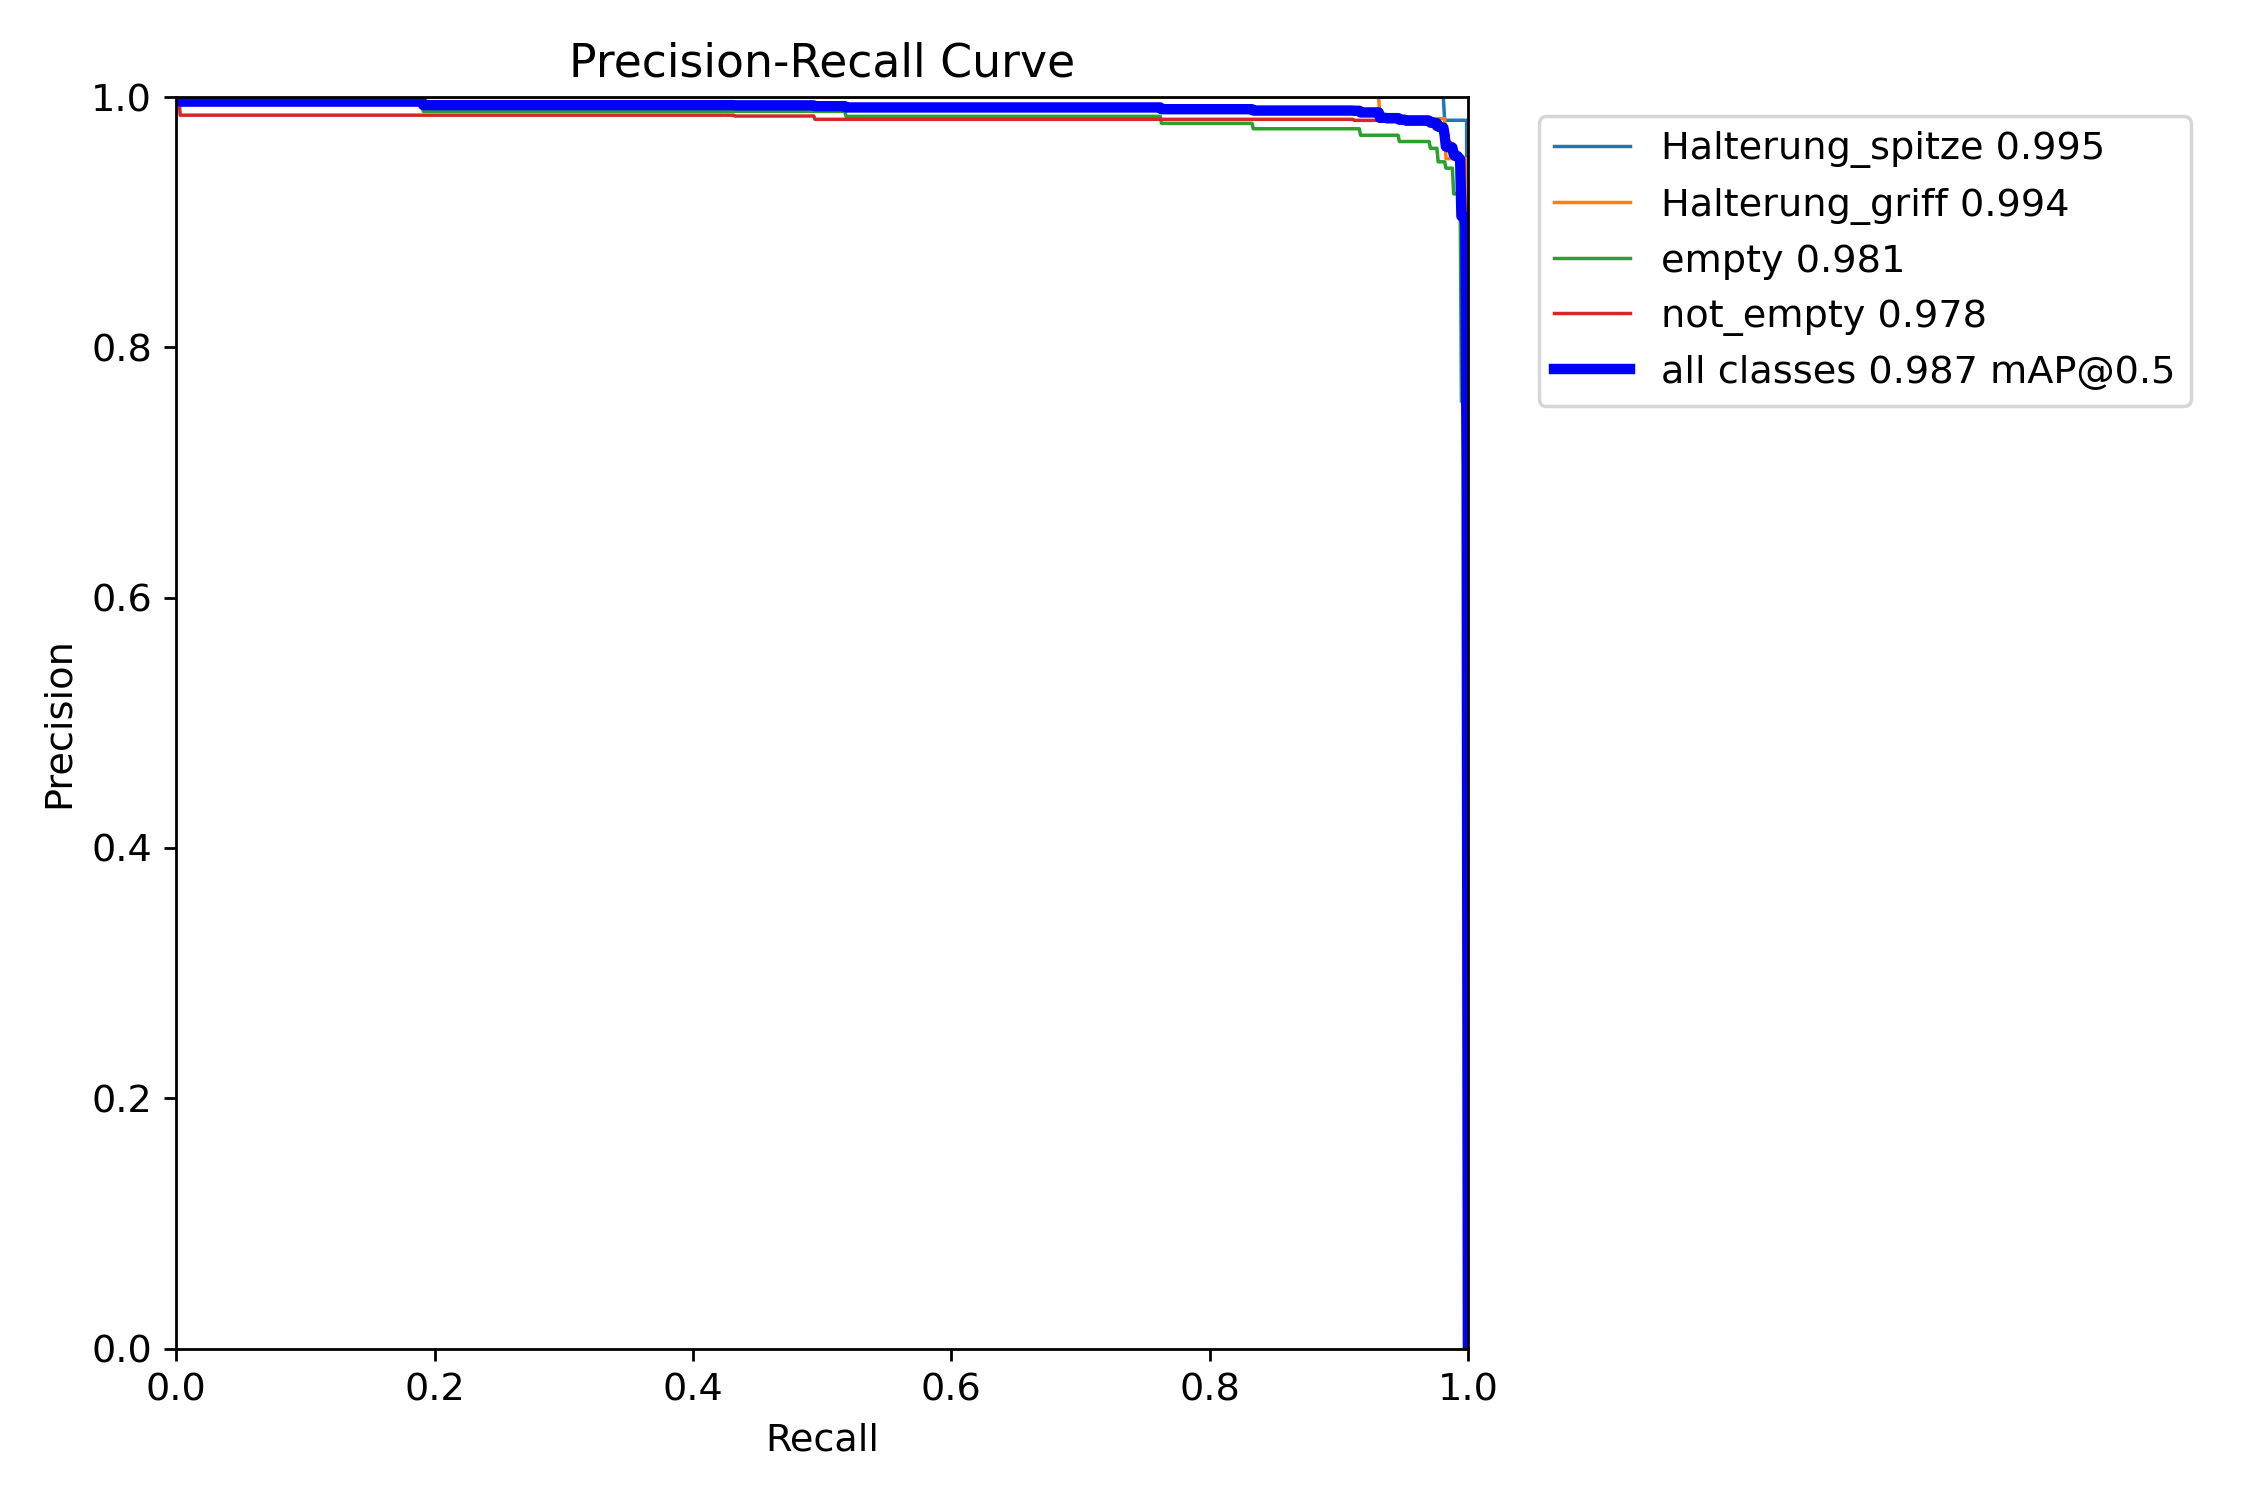 Precision-Recall Curve
1.0
0.8
0.6
0.4
0.2
0.0
Precision
0.0 0.2 0.4 0.6 0.8 1.0
Recall
Halterung_spitze 0.995
Halterung_griff 0.994
empty 0.981
not_empty 0.978
all classes 0.987 mAP@0.5